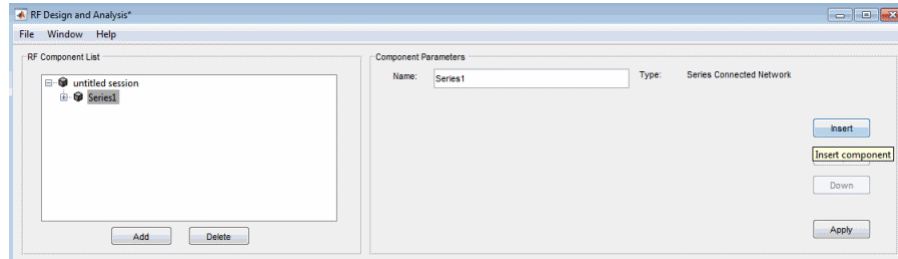 RF Design and Analysis*
File Window Help
RF Component List
untitled session
Series1
Add Delete
Component Parameters
Name: Series1 Type: Series Connected Network
Insert
Insert component
Down
Apply